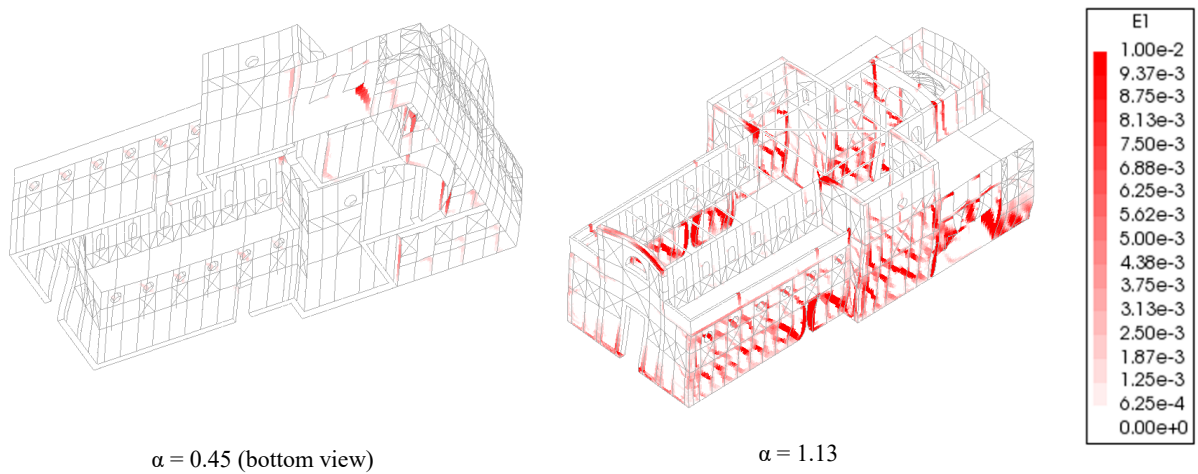 E1
1.00e-2
9.37e-3
8.75e-3
8.13e-3
7.50e-3
6.88e-3
6.25e-3
5.62e-3
5.00e-3
4.38e-3
3.75e-3
3.13e-3
2.50e-3
1.87e-3
1.25e-3
6.25e-4
0.00e+0
α = 0.45 (bottom view)
α = 1.13